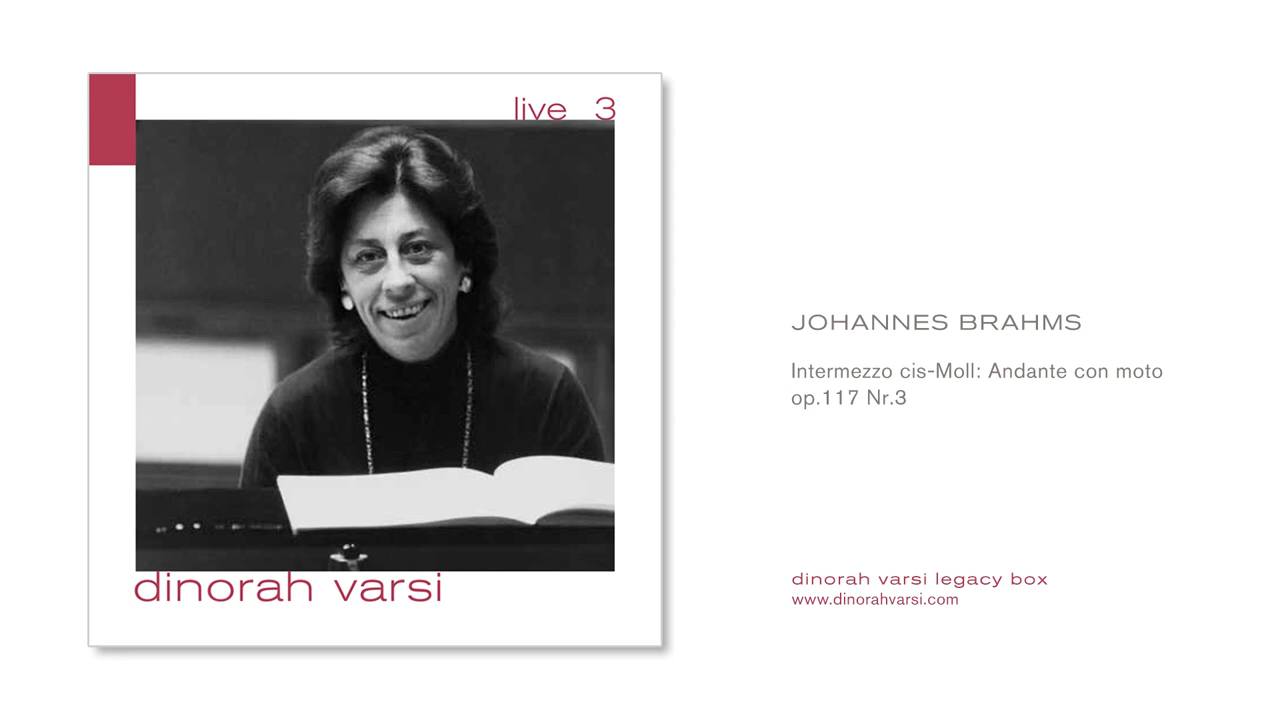 live 3
dinorah varsi
JOHANNES BRAHMS
Intermezzo cis-Moll: Andante con moto
op.117 Nr.3
dinorah varsi legacy box
www.dinorahvarsi.com